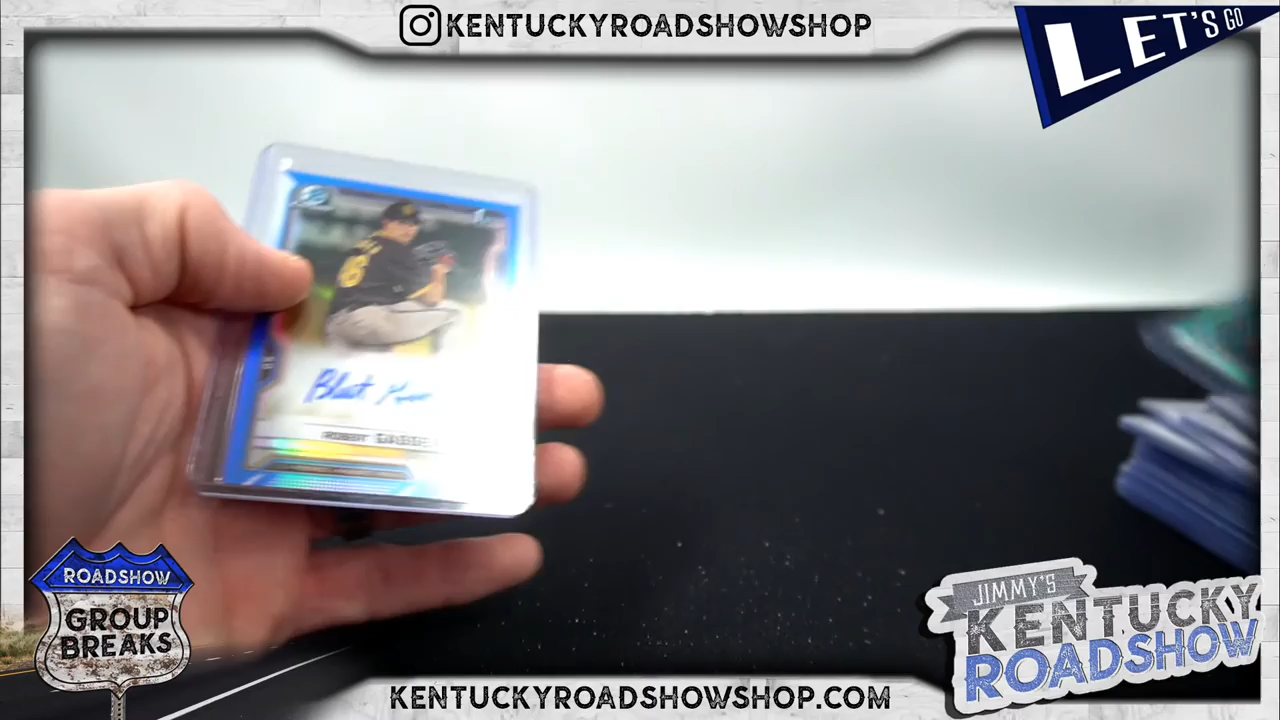 KENTUCKYROADSHOWSHOP
LET'S GO
ROADSHOW
GROUP
BREAKS
JIMMY'S
KENTUCKY
ROADSHOW
KENTUCKYROADSHOWSHOP.COM